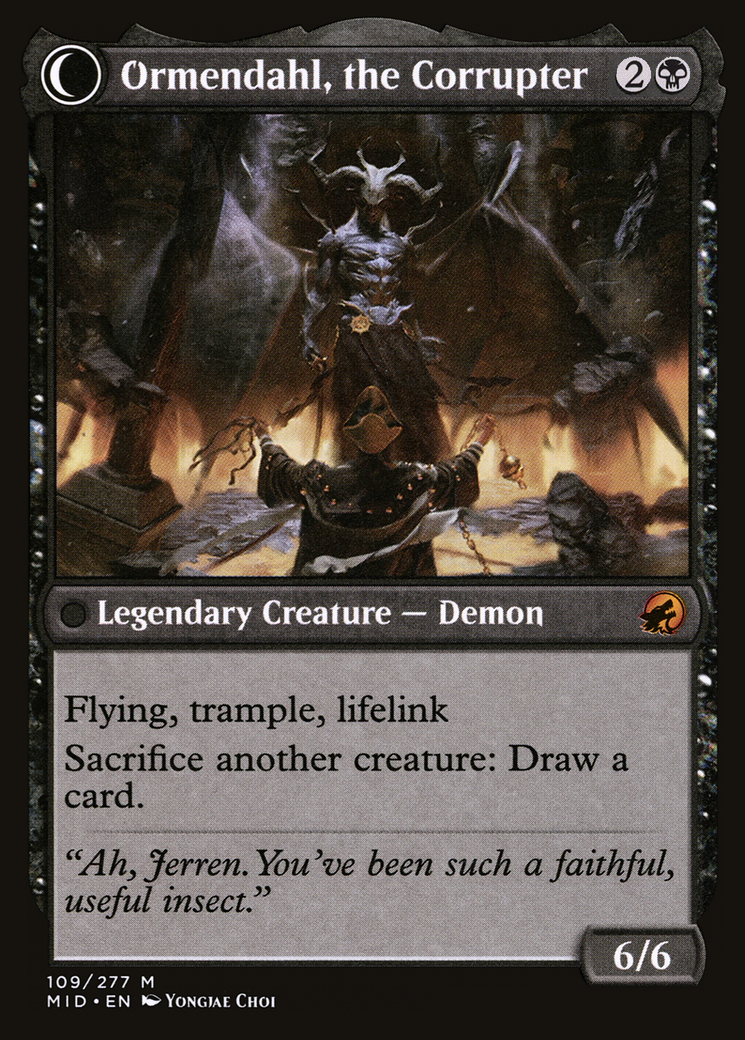 Ormendahl, the Corrupter 2
Legendary Creature — Demon
Flying, trample, lifelink
Sacrifice another creature: Draw a
card.
“Ah, Jerren. You’ve been such a faithful,
useful insect.”
6/6
109/277 M
MID • EN Yongjae Choi